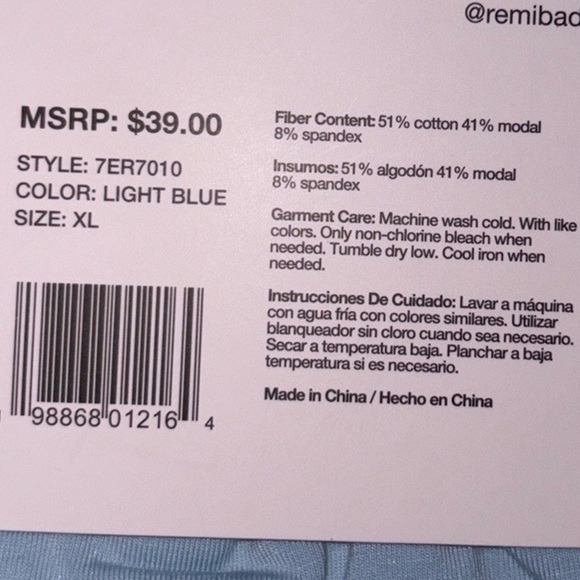 @remibad
MSRP: $39.00
STYLE: 7ER7010
COLOR: LIGHT BLUE
SIZE: XL
98868 01216 4
Fiber Content: 51% cotton 41% modal
8% spandex
Insumos: 51% algodón 41% modal
8% spandex
Garment Care: Machine wash cold. With like
colors. Only non-chlorine bleach when
needed. Tumble dry low. Cool iron when
needed.
Instrucciones De Cuidado: Lavar a máquina
con agua fría con colores similares. Utilizar
blanqueador sin cloro cuando sea necesario.
Secar a temperatura baja. Planchar a baja
temperatura si es necesario.
Made in China / Hecho en China